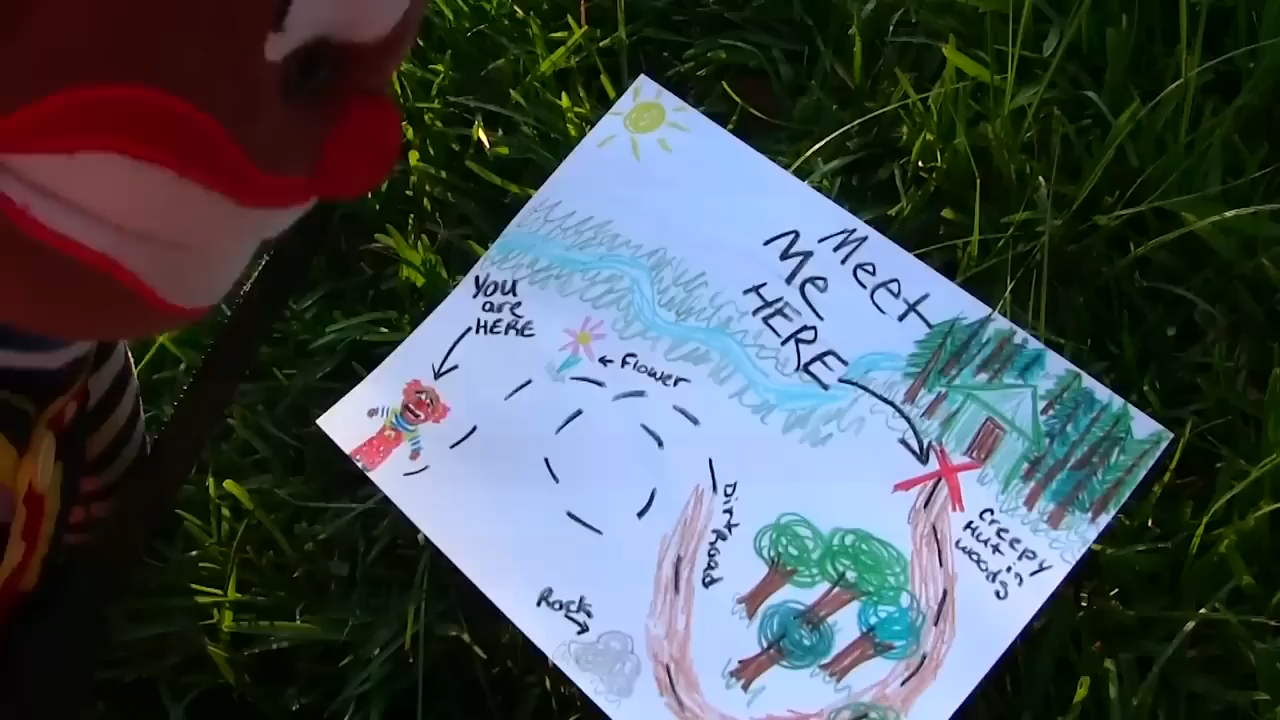 Meet
Me
HERE
You
are
HERE
Flower
Dirt Road
Rock
Creepy
Hut in
woods